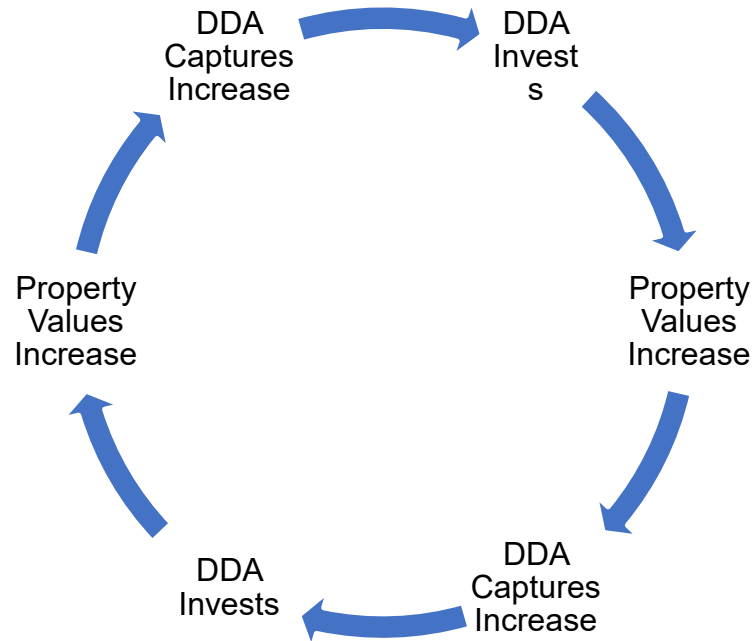 DDA
Captures
Increase
DDA
Invest
s
Property
Values
Increase
DDA
Captures
Increase
DDA
Invests
Property
Values
Increase